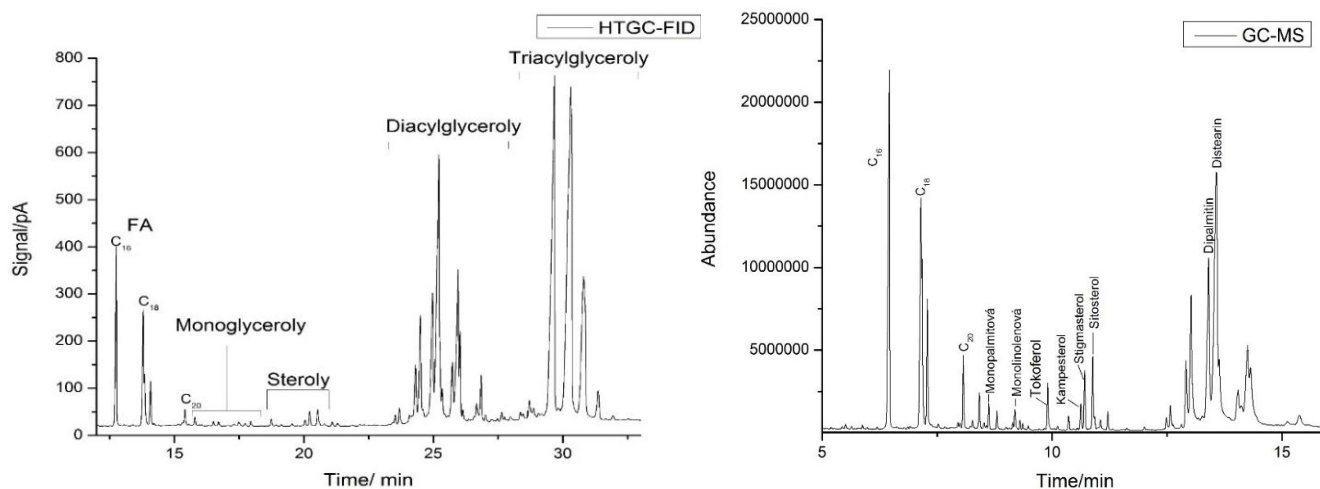 HTGC-FID
Triacylglyceroly
Diacylglyceroly
FA
C₁₆
C₁₈
Monoglyceroly
C₂₀
Steroly
Signal/pA
800
700
600
500
400
300
200
100
0
15
20
25
30
Time/ min
GC-MS
C₁₆
C₁₈
C₂₀
Monopalmitová
Monolinolenová
Tokoferol
Kampesterol
Stigmasterol
Sitosterol
Dipalmitin
Distearin
Abundance
25000000
20000000
15000000
10000000
5000000
5
10
15
Time/min